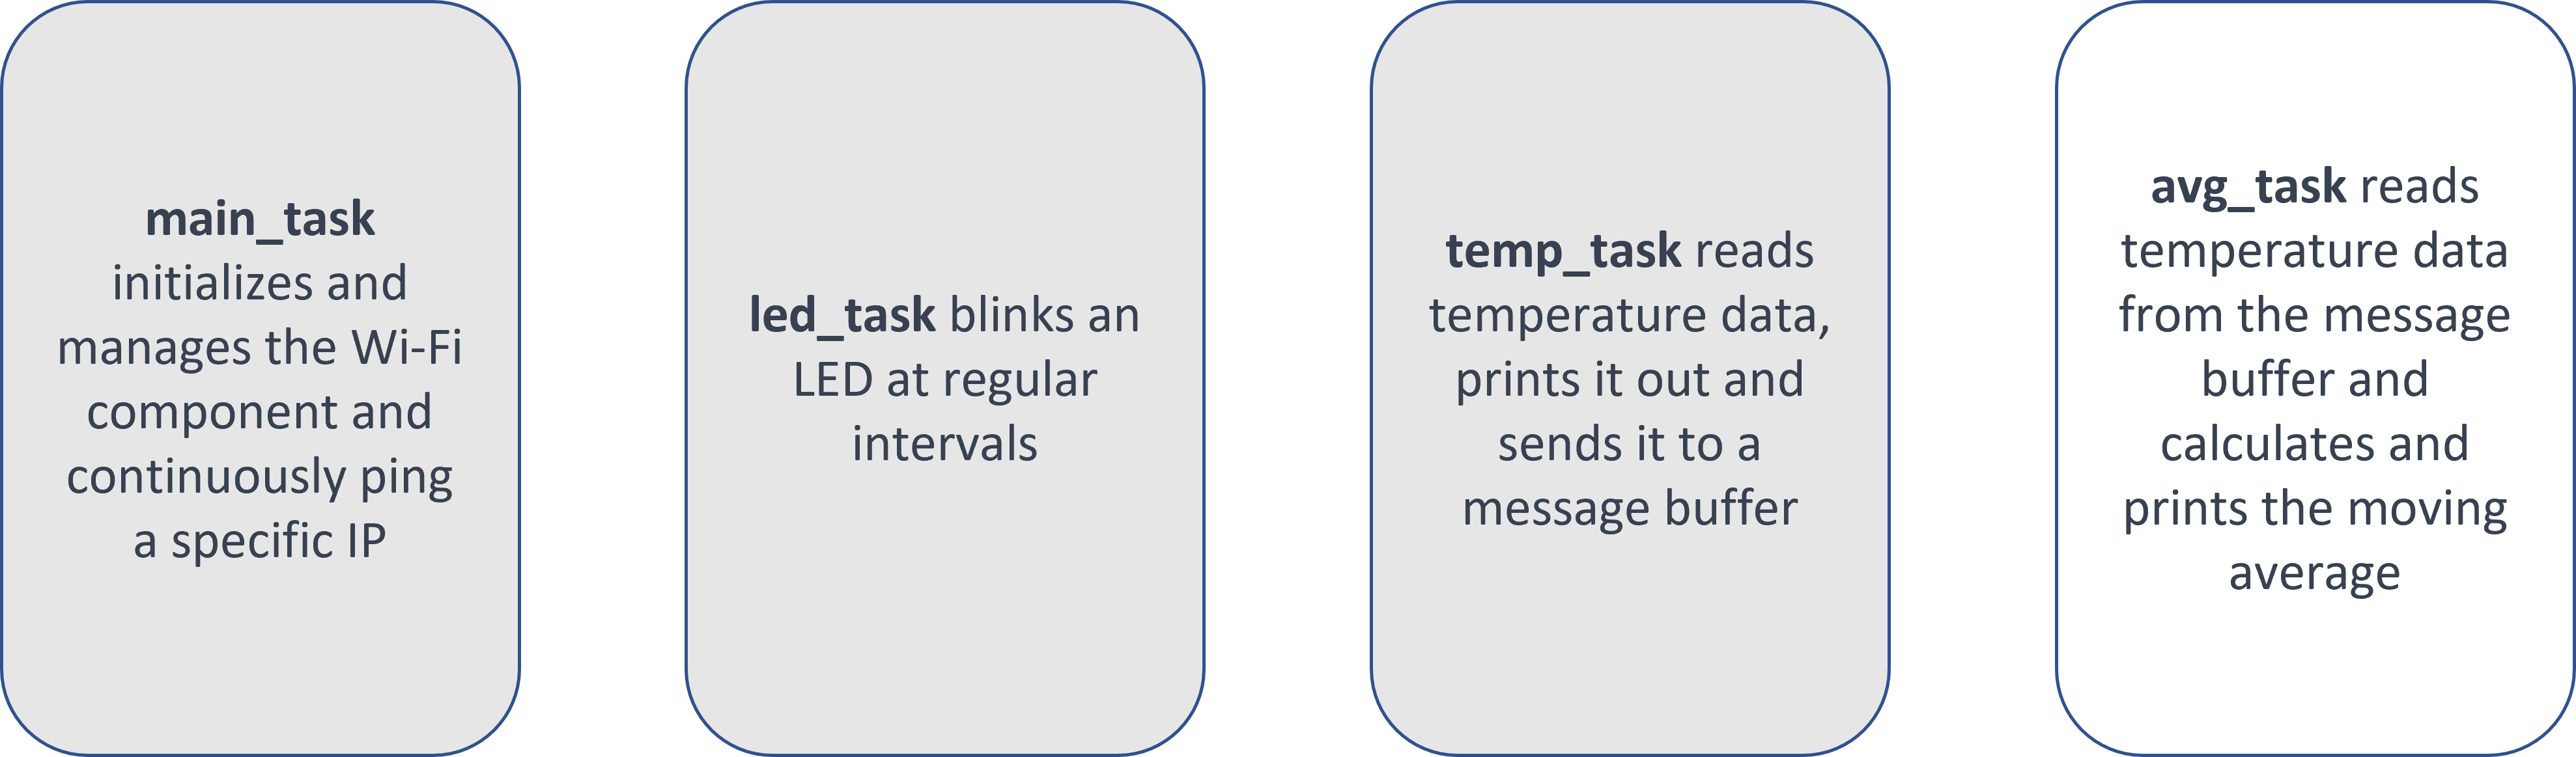 main_task
initializes and
manages the Wi-Fi
component and
continuously ping
a specific IP
led_task blinks an
LED at regular
intervals
temp_task reads
temperature data,
prints it out and
sends it to a
message buffer
avg_task reads
temperature data
from the message
buffer and
calculates and
prints the moving
average